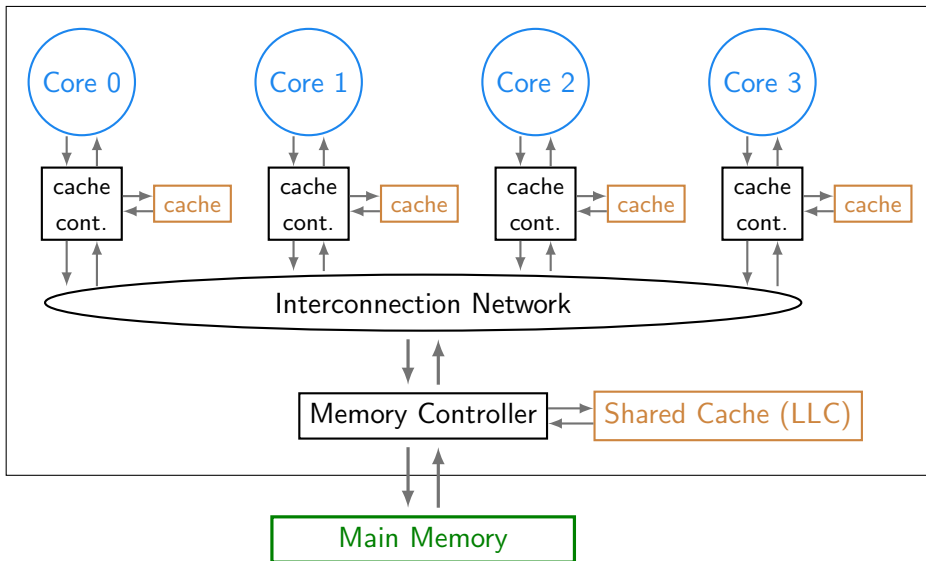 Core 0
Core 1
Core 2
Core 3
cache
cont.
cache
cache
cont.
cache
cache
cont.
cache
cache
cont.
cache
Interconnection Network
Memory Controller
Shared Cache (LLC)
Main Memory